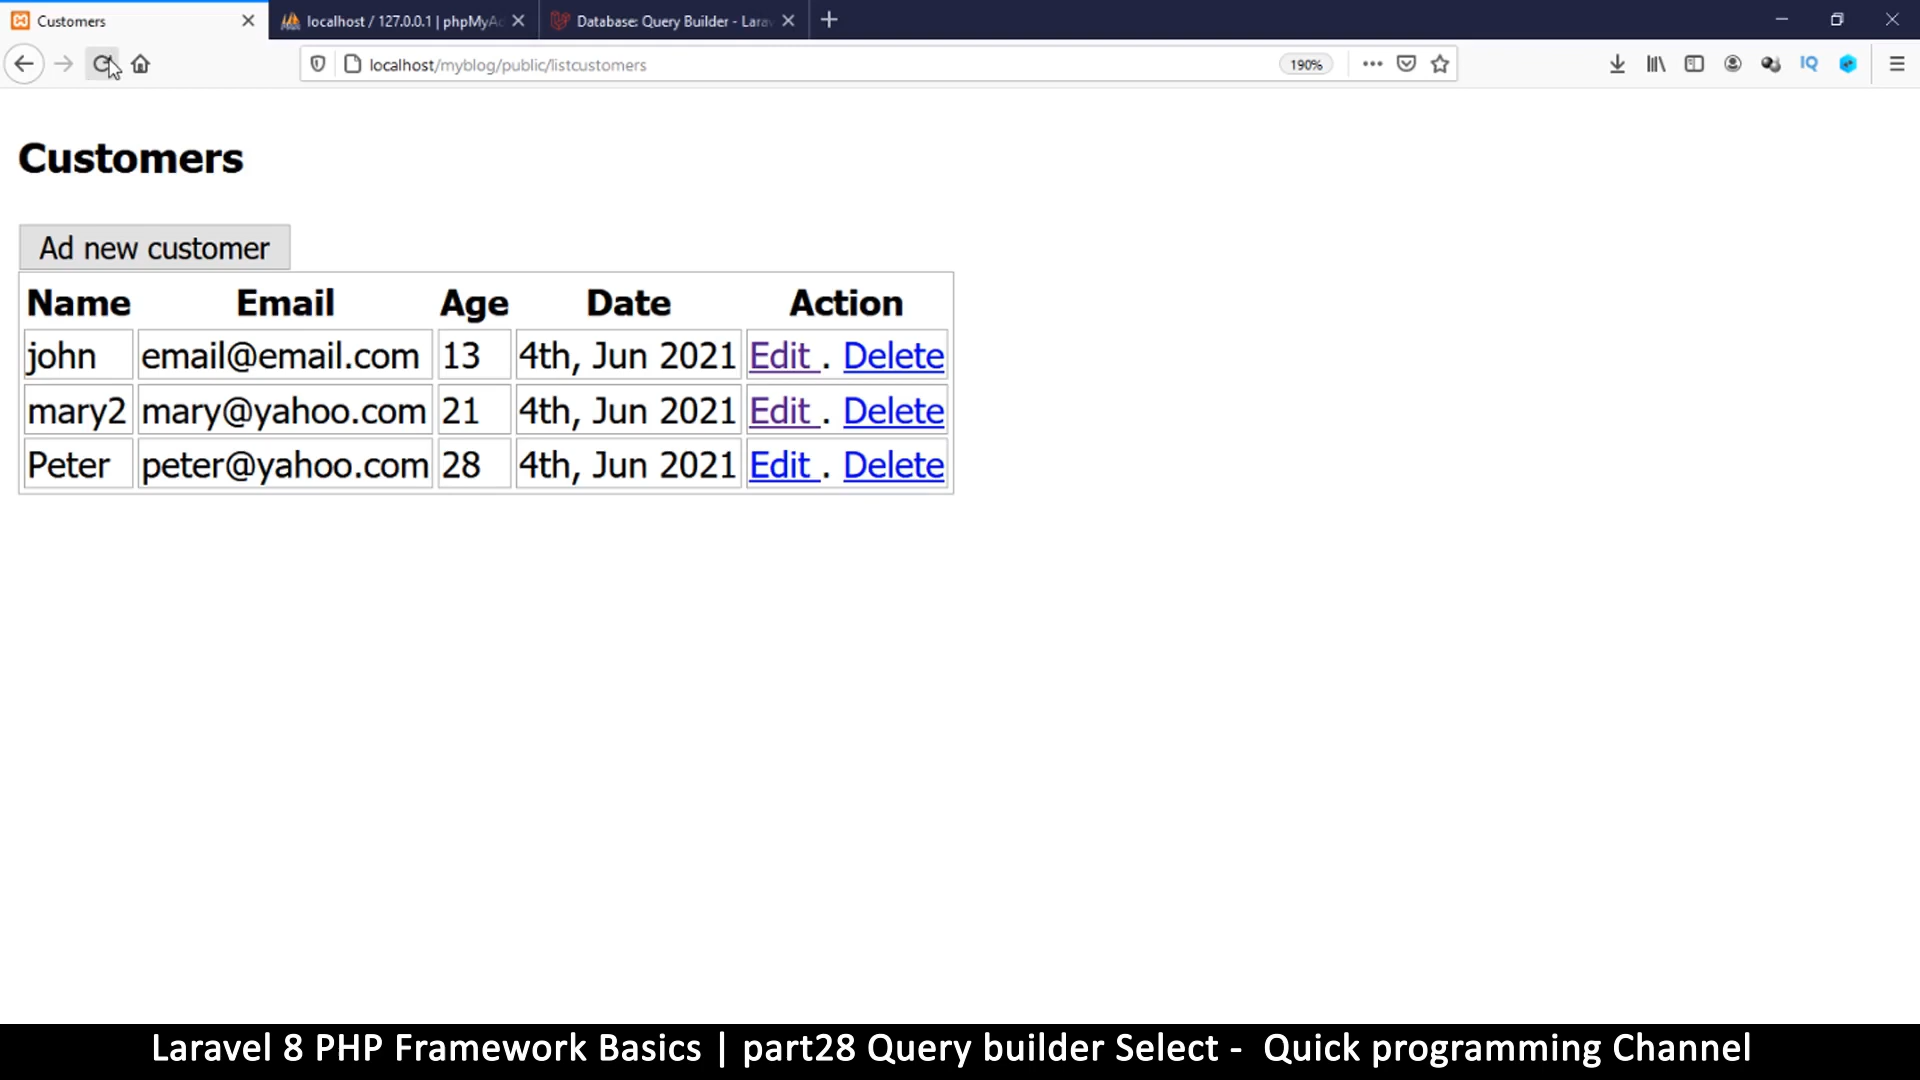 Customers
localhost / 127.0.0.1 | phpMyAd
Database: Query Builder - Larav
localhost/myblog/public/listcustomers
190%
IQ
Customers
Ad new customer
Name Email Age Date Action
john email@email.com 13 4th, Jun 2021 Edit . Delete
mary2 mary@yahoo.com 21 4th, Jun 2021 Edit . Delete
Peter peter@yahoo.com 28 4th, Jun 2021 Edit . Delete
Laravel 8 PHP Framework Basics | part28 Query builder Select - Quick programming Channel